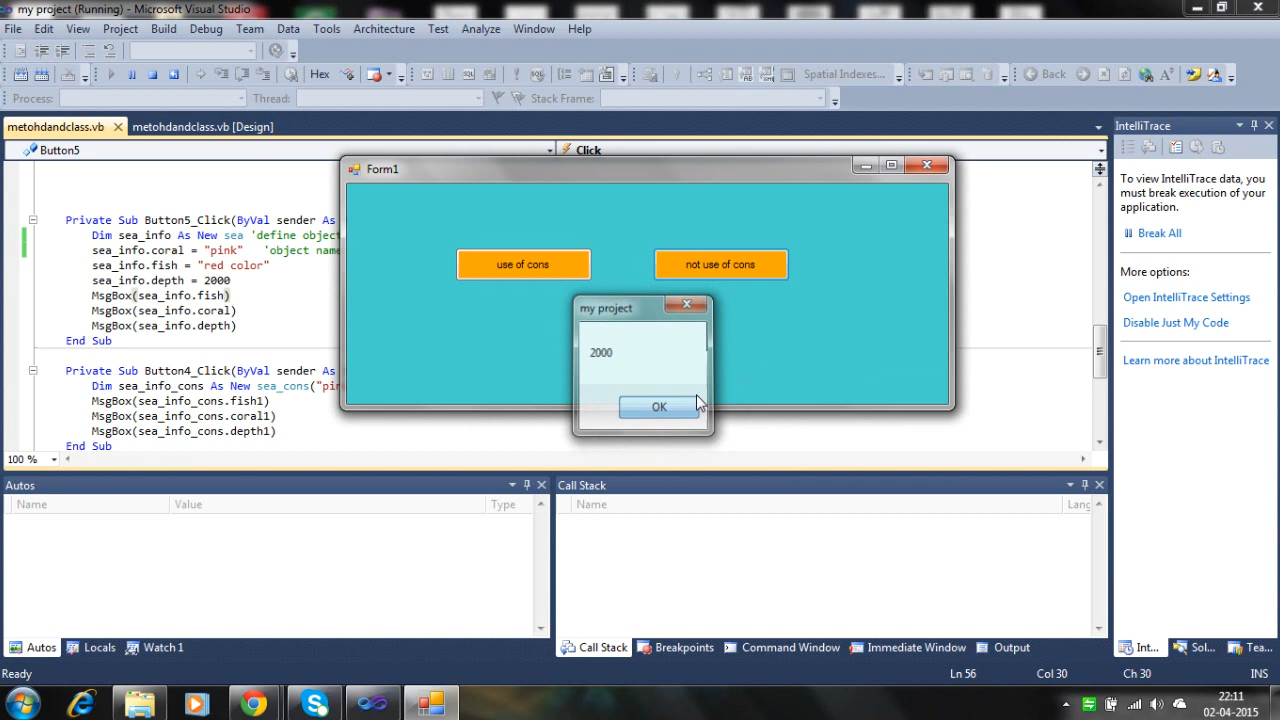 my project (Running) - Microsoft Visual Studio
File Edit View Project Build Debug Team Data Tools Architecture Test Analyze Window Help
Hex Spatial Indexes... Back
Process: Thread: Stack Frame:
metohdandclass.vb metohdandclass.vb [Design]
Button5 Click
Private Sub Button5_Click(ByVal sender As
Dim sea_info As New sea 'define object
sea_info.coral = "pink" 'object name
sea_info.fish = "red color"
sea_info.depth = 2000
MsgBox(sea_info.fish)
MsgBox(sea_info.coral)
MsgBox(sea_info.depth)
End Sub
Private Sub Button4_Click(ByVal sender As
Dim sea_info_cons As New sea_cons("pin
MsgBox(sea_info_cons.fish1)
MsgBox(sea_info_cons.coral1)
MsgBox(sea_info_cons.depth1)
End Sub
100 %
Form1
use of cons not use of cons
my project
2000
OK
IntelliTrace
To view IntelliTrace data, you
must break execution of your
application.
Break All
More options:
Open IntelliTrace Settings
Disable Just My Code
Learn more about IntelliTrace
Autos
Name Value Type
Call Stack
Name Lang
Autos Locals Watch 1
Call Stack Breakpoints Command Window Immediate Window Output
Int... Sol... Tea...
Ready Ln 56 Col 30 Ch 30 INS
22:11
02-04-2015